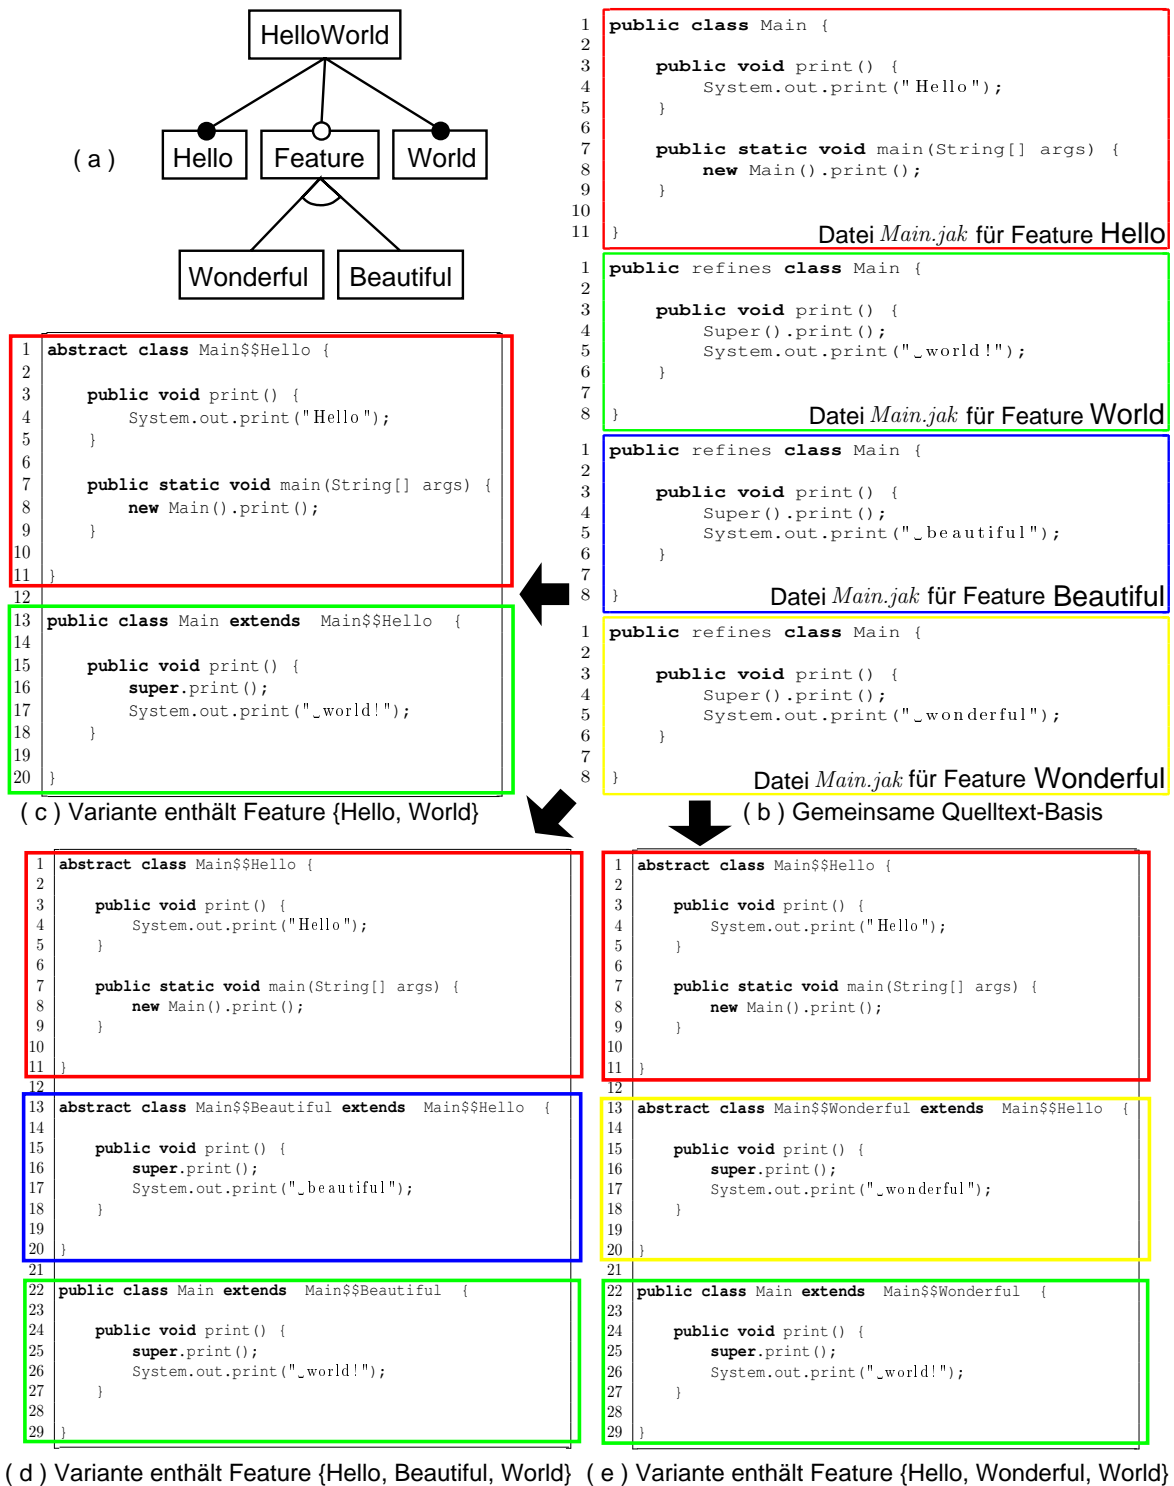 HelloWorld
Hello
Feature
World
( a )
Wonderful
Beautiful
1 public class Main {
2
3 public void print() {
4 System.out.print("Hello");
5 }
6
7 public static void main(String[] args) {
8 new Main().print();
9 }
10
11 }
Datei Main.jak für Feature Hello
1 public refines class Main {
2
3 public void print() {
4 Super().print();
5 System.out.print("␣world!");
6 }
7
8 }
Datei Main.jak für Feature World
1 public refines class Main {
2
3 public void print() {
4 Super().print();
5 System.out.print("␣beautiful");
6 }
7
8 }
Datei Main.jak für Feature Beautiful
1 public refines class Main {
2
3 public void print() {
4 Super().print();
5 System.out.print("␣wonderful");
6 }
7
8 }
Datei Main.jak für Feature Wonderful
( b ) Gemeinsame Quelltext-Basis
1 abstract class Main$$Hello {
2
3 public void print() {
4 System.out.print("Hello");
5 }
6
7 public static void main(String[] args) {
8 new Main().print();
9 }
10
11 }
12
13 public class Main extends Main$$Hello {
14
15 public void print() {
16 super.print();
17 System.out.print("␣world!");
18 }
19
20 }
( c ) Variante enthält Feature {Hello, World}
1 abstract class Main$$Hello {
2
3 public void print() {
4 System.out.print("Hello");
5 }
6
7 public static void main(String[] args) {
8 new Main().print();
9 }
10
11 }
12
13 abstract class Main$$Beautiful extends Main$$Hello {
14
15 public void print() {
16 super.print();
17 System.out.print("␣beautiful");
18 }
19
20 }
21
22 public class Main extends Main$$Beautiful {
23
24 public void print() {
25 super.print();
26 System.out.print("␣world!");
27 }
28
29 }
( d ) Variante enthält Feature {Hello, Beautiful, World}
1 abstract class Main$$Hello {
2
3 public void print() {
4 System.out.print("Hello");
5 }
6
7 public static void main(String[] args) {
8 new Main().print();
9 }
10
11 }
12
13 abstract class Main$$Wonderful extends Main$$Hello {
14
15 public void print() {
16 super.print();
17 System.out.print("␣wonderful");
18 }
19
20 }
21
22 public class Main extends Main$$Wonderful {
23
24 public void print() {
25 super.print();
26 System.out.print("␣world!");
27 }
28
29 }
( e ) Variante enthält Feature {Hello, Wonderful, World}